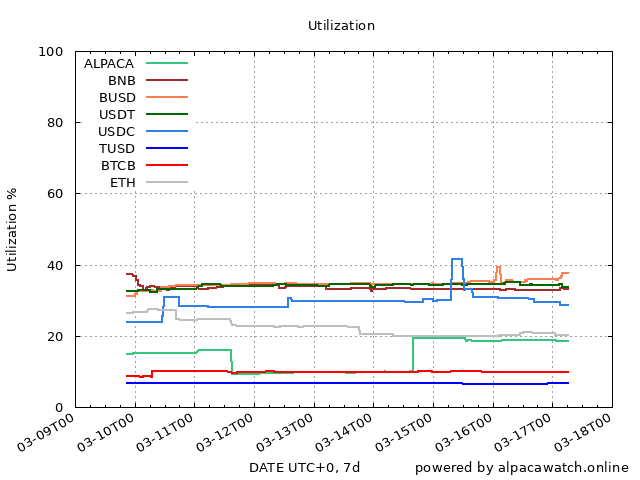 Utilization
100
80
60
40
20
0
Utilization %
ALPACA
BNB
BUSD
USDT
USDC
TUSD
BTCB
ETH
03-09T00
03-10T00
03-11T00
03-12T00
03-13T00
03-14T00
03-15T00
03-16T00
03-17T00
03-18T00
DATE UTC+0, 7d
powered by alpacawatch.online